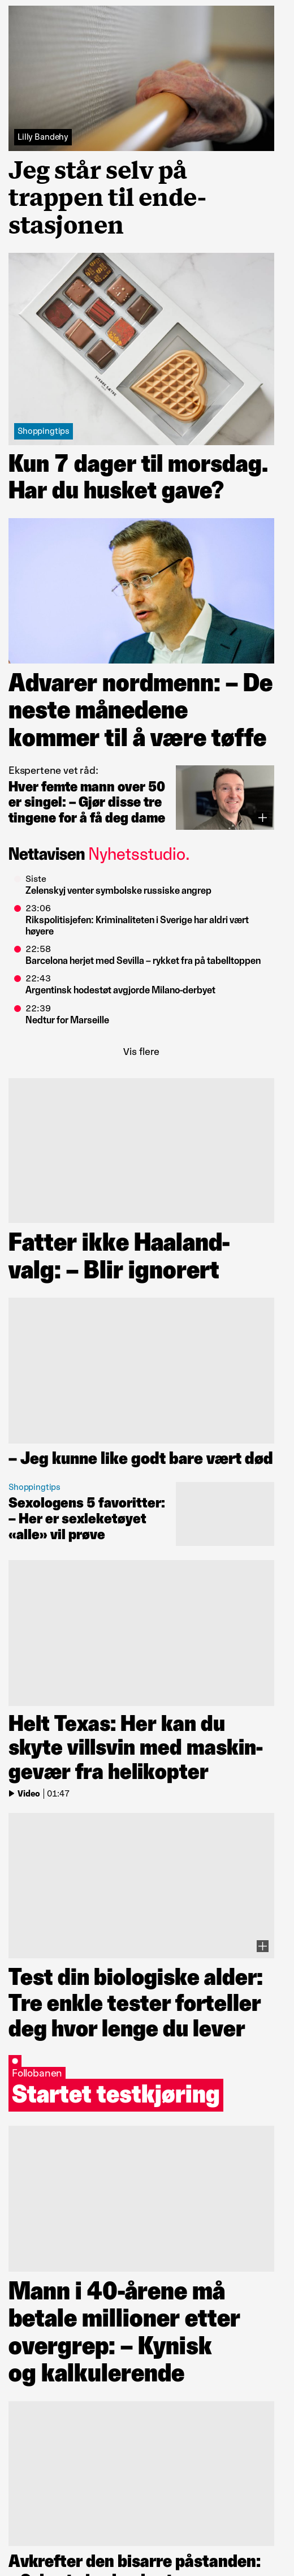 Lilly Bandehy
Jeg står selv på
trappen til ende-
stasjonen
Shoppingtips
Kun 7 dager til morsdag.
Har du husket gave?
Advarer nordmenn: – De
neste månedene
kommer til å være tøffe
Ekspertene vet råd:
Hver femte mann over 50
er singel: – Gjør disse tre
tingene for å få deg dame
Nettavisen Nyhetsstudio.
Siste
Zelenskyj venter symbolske russiske angrep
23:06
Rikspolitisjefen: Kriminaliteten i Sverige har aldri vært
høyere
22:58
Barcelona herjet med Sevilla – rykket fra på tabelltoppen
22:43
Argentinsk hodestøt avgjorde Milano-derbyet
22:39
Nedtur for Marseille
Vis flere
Fatter ikke Haaland-
valg: – Blir ignorert
– Jeg kunne like godt bare vært død
Shoppingtips
Sexologens 5 favoritter:
– Her er sexleketøyet
«alle» vil prøve
Helt Texas: Her kan du
skyte villsvin med maskin-
gevær fra helikopter
Video | 01:47
Test din biologiske alder:
Tre enkle tester forteller
deg hvor lenge du lever
Follobanen
Startet testkjøring
Mann i 40-årene må
betale millioner etter
overgrep: – Kynisk
og kalkulerende
Avkrefter den bisarre påstanden: